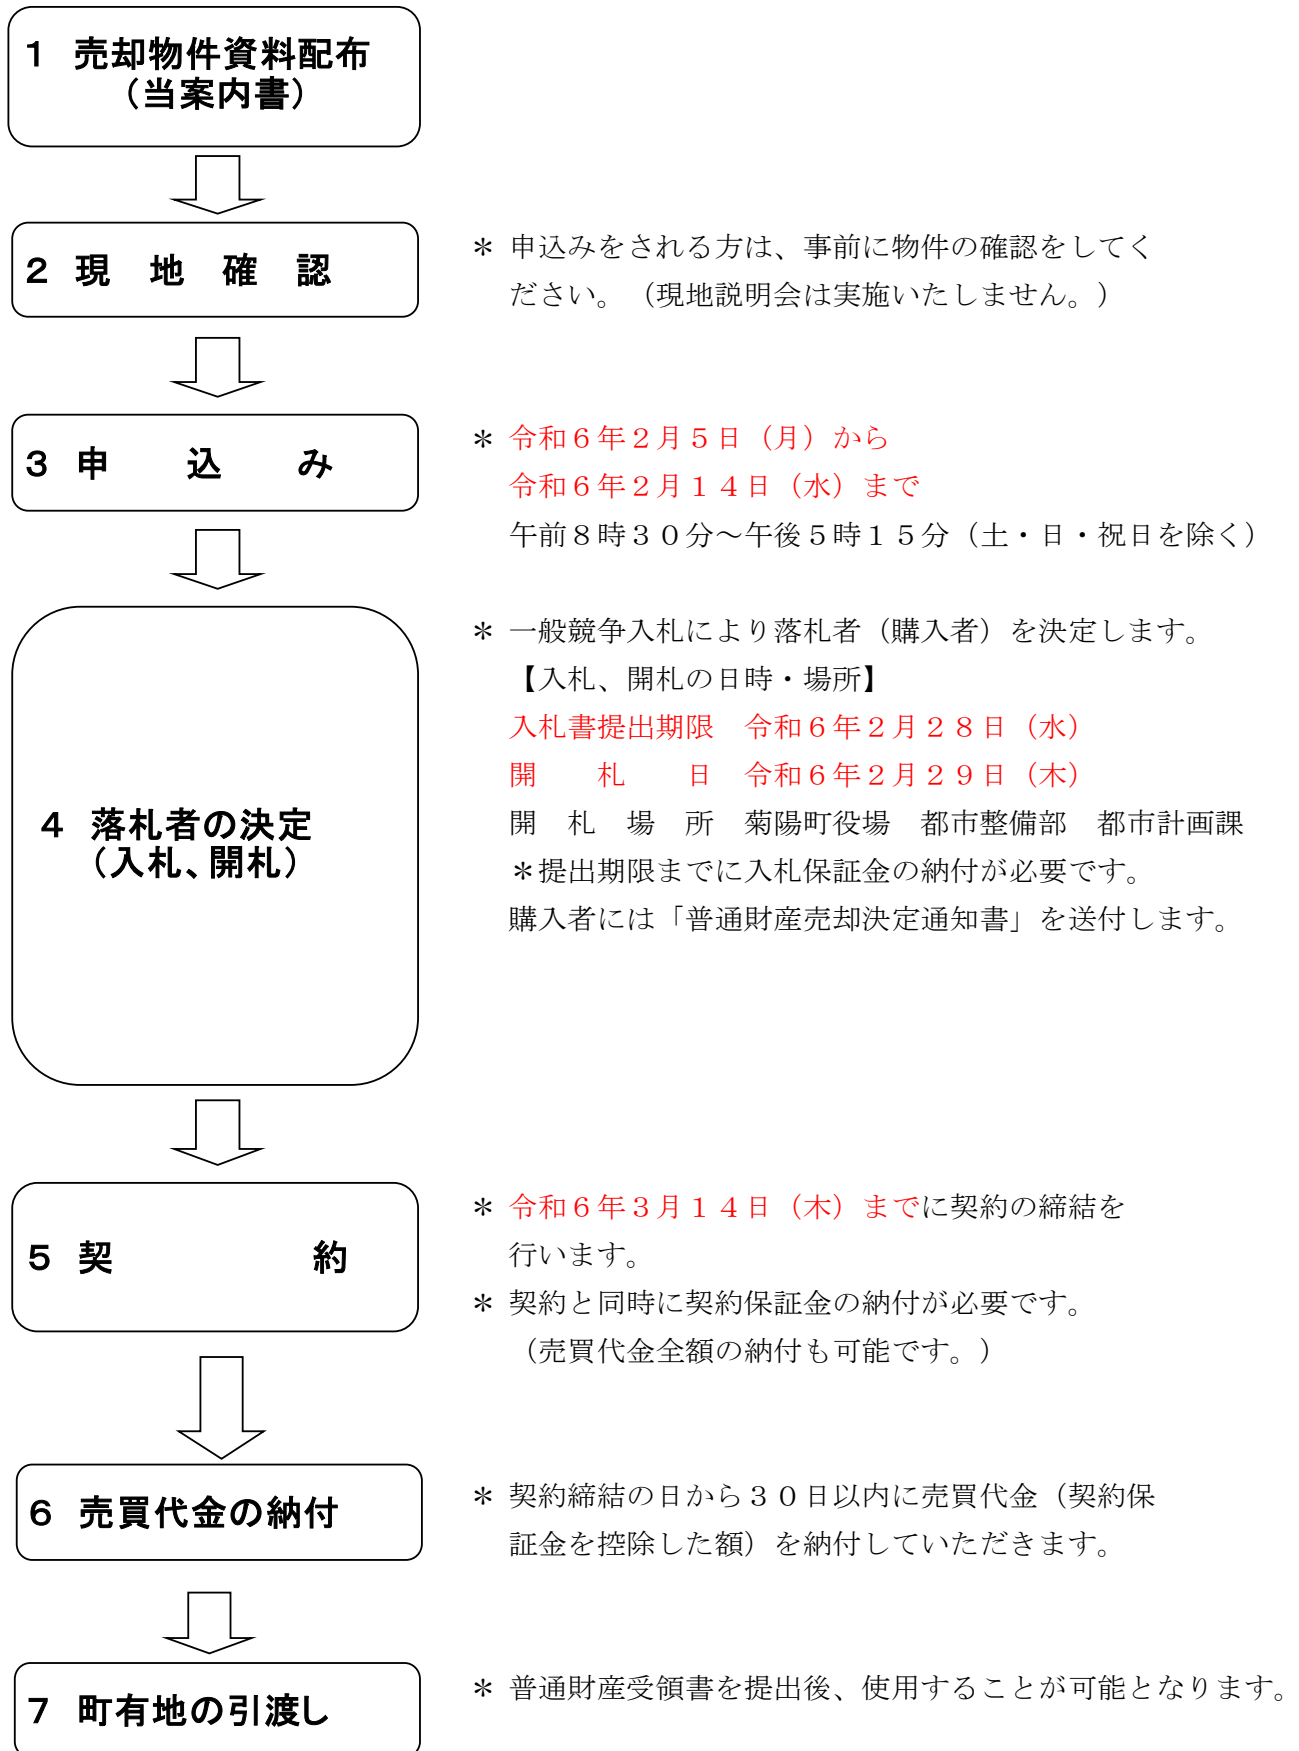 １ 売却物件資料配布
（当案内書）
２ 現　地　確　認
＊ 申込みをされる方は、事前に物件の確認をしてく
ださい。（現地説明会は実施いたしません。）
３ 申　　込　　み
＊ 令和６年２月５日（月）から
令和６年２月１４日（水）まで
午前８時３０分～午後５時１５分（土・日・祝日を除く）
４ 落札者の決定
（入札、開札）
＊ 一般競争入札により落札者（購入者）を決定します。
【入札、開札の日時・場所】
入札書提出期限　令和６年２月２８日（水）
開　　札　　日　令和６年２月２９日（木）
開　札　場　所　菊陽町役場　都市整備部　都市計画課
＊提出期限までに入札保証金の納付が必要です。
購入者には「普通財産売却決定通知書」を送付します。
５ 契　　　　　約
＊ 令和６年３月１４日（木）までに契約の締結を
行います。
＊ 契約と同時に契約保証金の納付が必要です。
（売買代金全額の納付も可能です。）
６ 売買代金の納付
＊ 契約締結の日から３０日以内に売買代金（契約保
証金を控除した額）を納付していただきます。
７ 町有地の引渡し
＊ 普通財産受領書を提出後、使用することが可能となります。